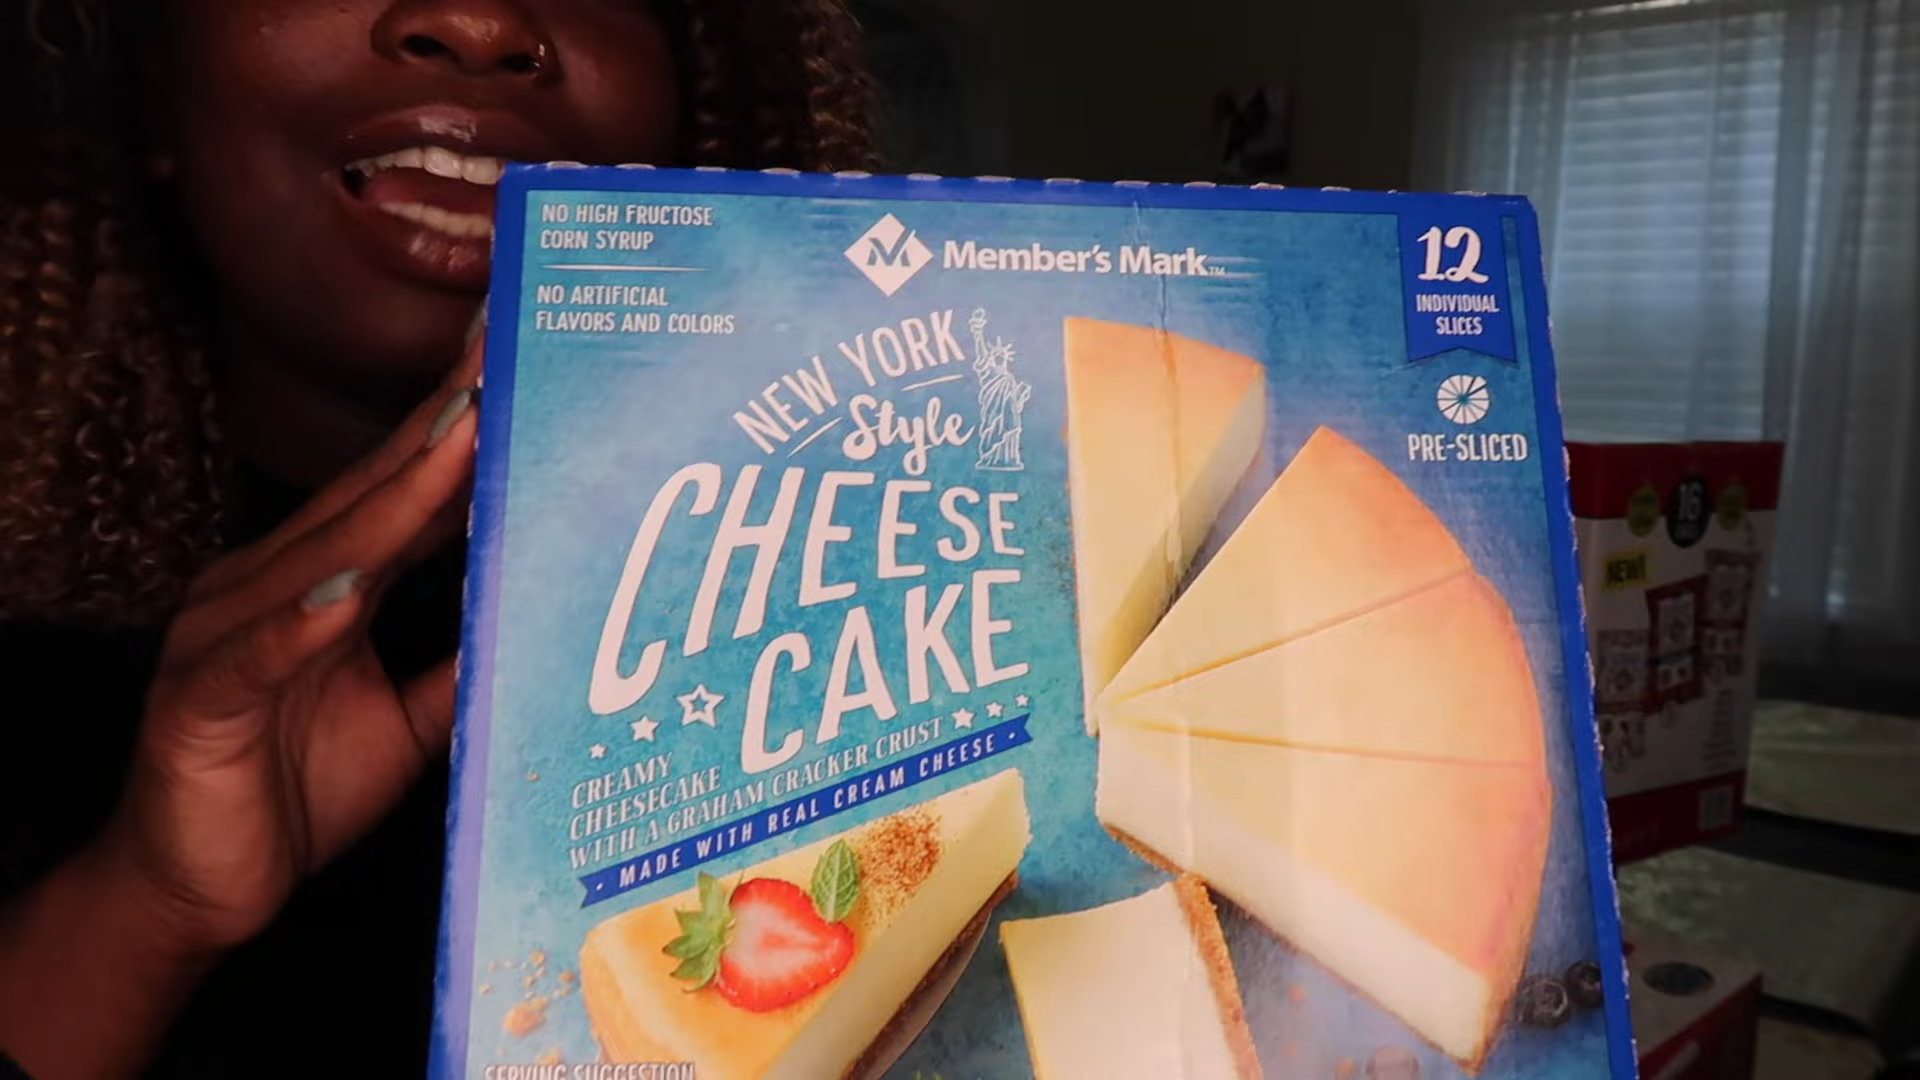 NO HIGH FRUCTOSE
CORN SYRUP
NO ARTIFICIAL
FLAVORS AND COLORS
Member's Mark™
12
INDIVIDUAL
SLICES
PRE-SLICED
NEW YORK
Style
CHEESE
CAKE
CREAMY
CHEESECAKE
WITH A GRAHAM CRACKER CRUST
• MADE WITH REAL CREAM CHEESE •
SERVING SUGGESTION
16
NEW!